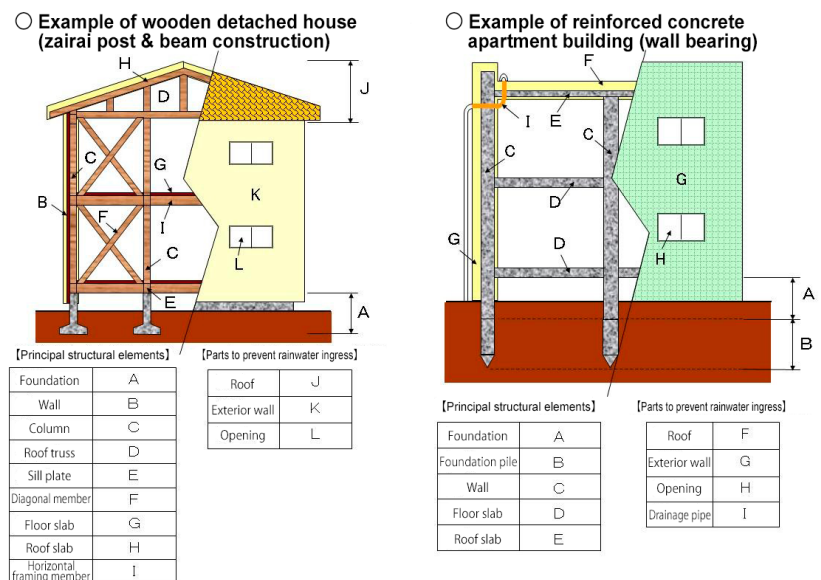 ○ Example of wooden detached house
(zairai post & beam construction)
H
D
J
C
G
B
K
F
I
C
L
E
A
【Principal structural elements】
Foundation A
Wall B
Column C
Roof truss D
Sill plate E
Diagonal member F
Floor slab G
Roof slab H
Horizontal
framing member I
【Parts to prevent rainwater ingress】
Roof J
Exterior wall K
Opening L
○ Example of reinforced concrete
apartment building (wall bearing)
F
I
E
C
C
G
D
G
D
H
A
B
【Principal structural elements】
Foundation A
Foundation pile B
Wall C
Floor slab D
Roof slab E
【Parts to prevent rainwater ingress】
Roof F
Exterior wall G
Opening H
Drainage pipe I